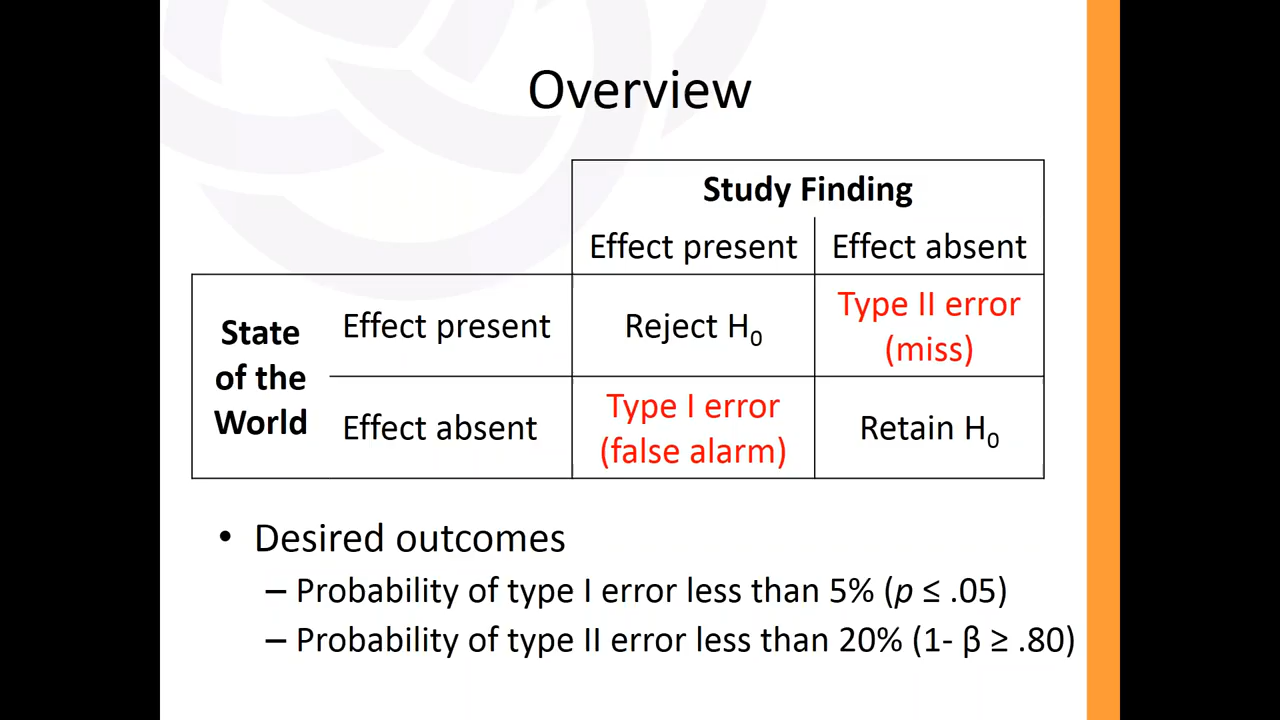 Overview
Study Finding
Effect present Effect absent
State
of the
World
Effect present
Reject H₀
Type II error
(miss)
Effect absent
Type I error
(false alarm)
Retain H₀
• Desired outcomes
– Probability of type I error less than 5% (p ≤ .05)
– Probability of type II error less than 20% (1- β ≥ .80)